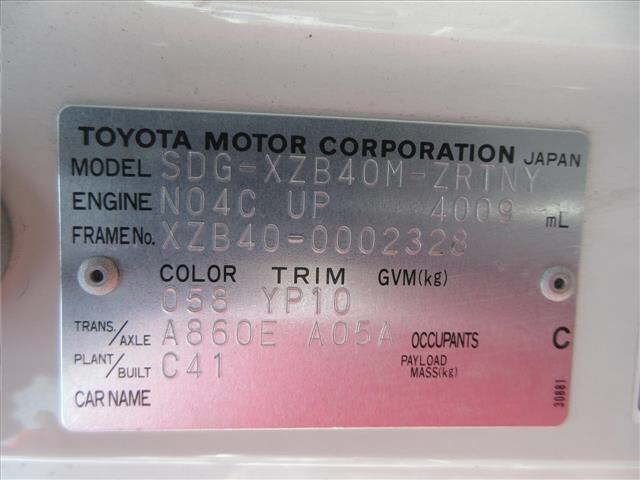 TOYOTA MOTOR CORPORATION JAPAN
MODEL SDG-XZB40M-ZRTNY
ENGINE N04C UP 4009 mL
FRAME No. XZB40-0002328
COLOR TRIM GVM(kg)
058 YP10
TRANS./AXLE A860E A05A OCCUPANTS C
PLANT/BUILT C41 PAYLOAD MASS(kg)
CAR NAME
30881